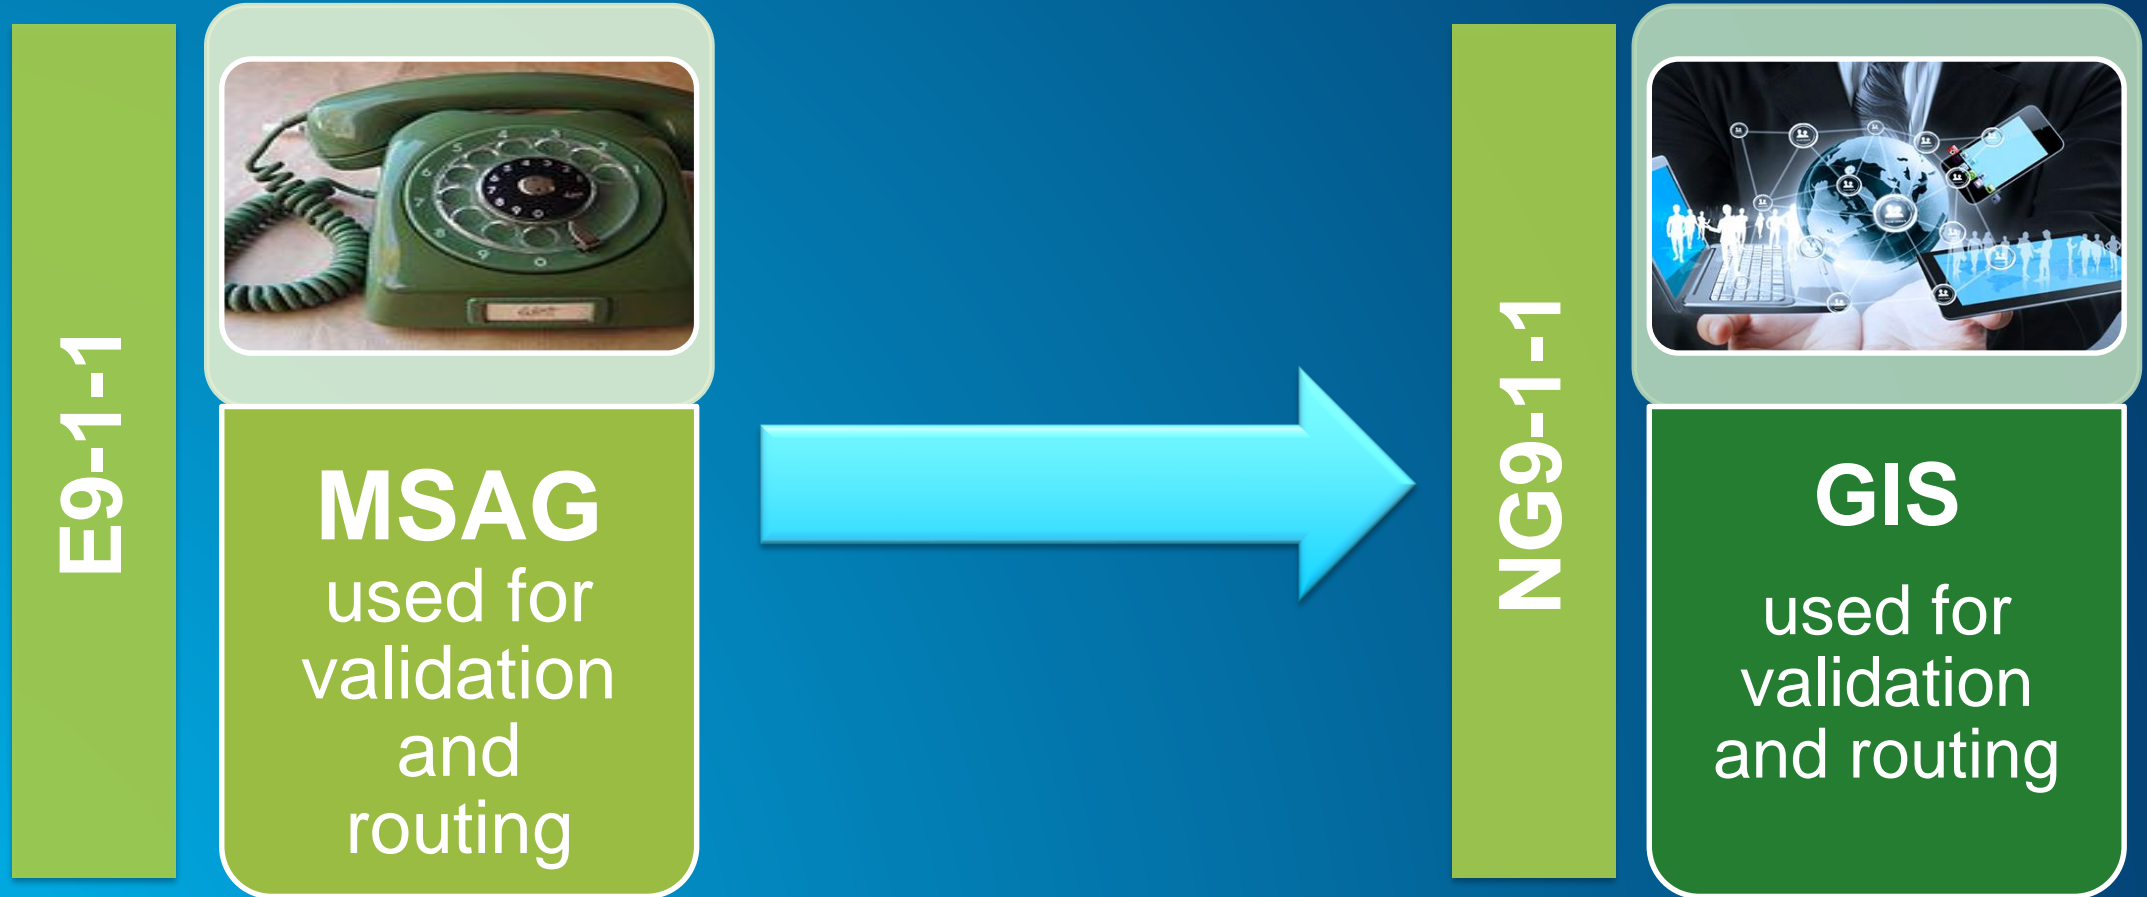 E9-1-1
MSAG
used for
validation
and
routing
NG9-1-1
GIS
used for
validation
and routing